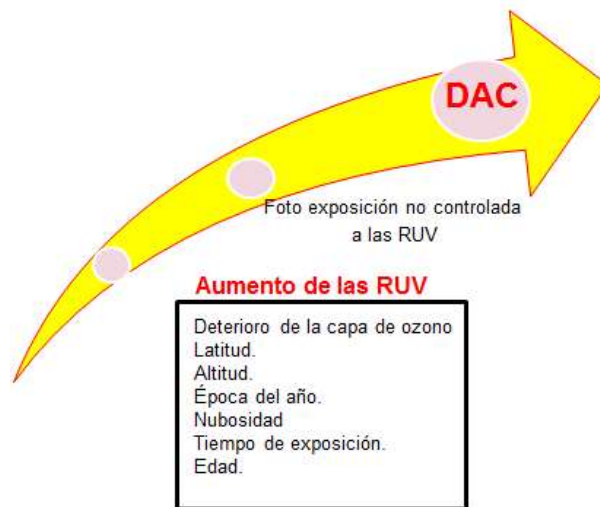 DAC
Foto exposición no controlada
a las RUV
Aumento de las RUV
Deterioro de la capa de ozono
Latitud.
Altitud.
Época del año.
Nubosidad
Tiempo de exposición.
Edad.